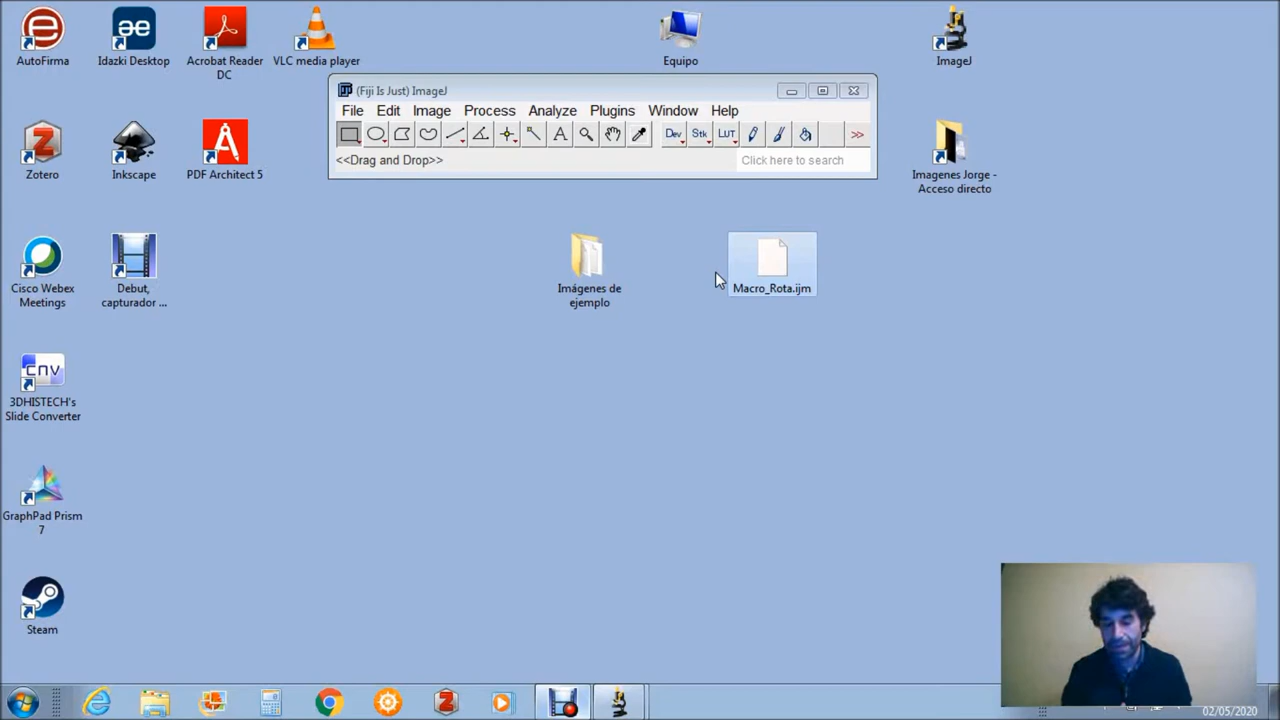 AutoFirma
Idazki Desktop
Acrobat Reader
DC
VLC media player
Equipo
ImageJ
(Fiji Is Just) ImageJ
File Edit Image Process Analyze Plugins Window Help
A Dev Stk LUT >>
<<Drag and Drop>>
Click here to search
Zotero
Inkscape
PDF Architect 5
Imagenes Jorge -
Acceso directo
Cisco Webex
Meetings
Debut,
capturador ...
Imágenes de
ejemplo
Macro_Rota.ijm
cnv
3DHISTECH's
Slide Converter
GraphPad Prism
7
Steam
02/05/2020